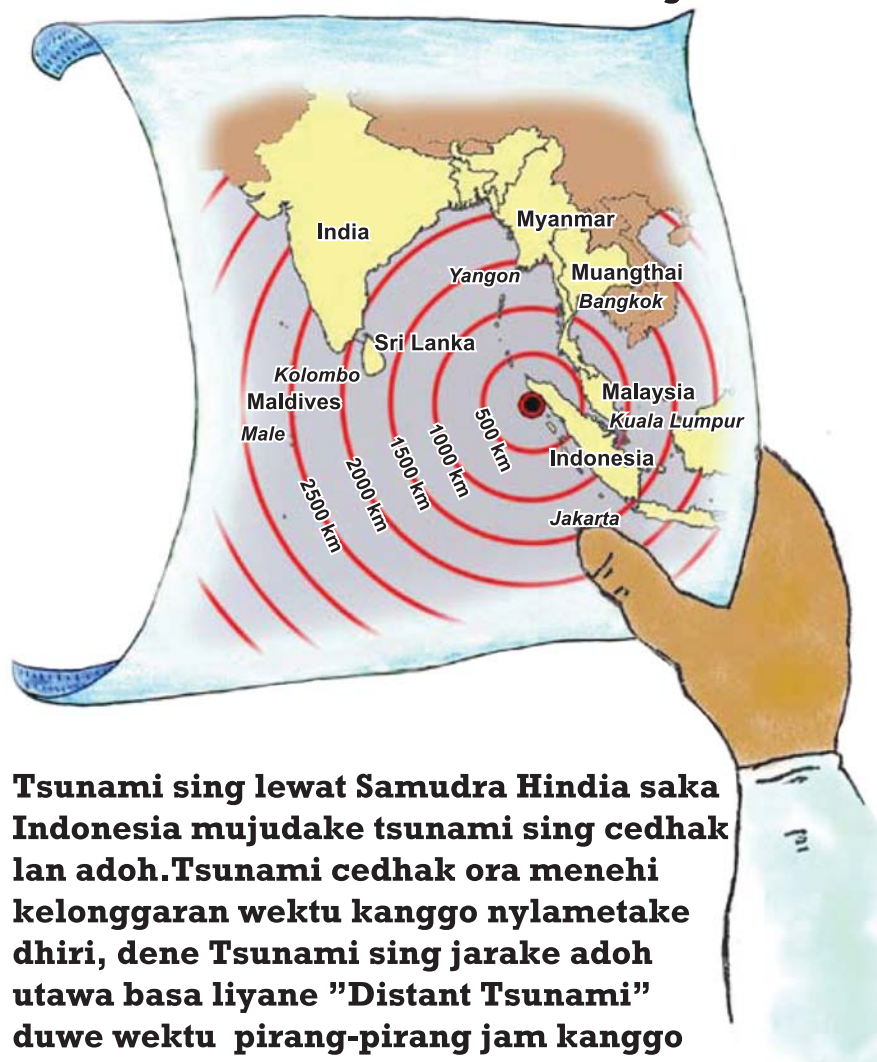 India
Myanmar
Yangon
Muangthai
Bangkok
Sri Lanka
Kolombo
Maldives
Male
Malaysia
Kuala Lumpur
500 km
1000 km
1500 km
2000 km
2500 km
Indonesia
Jakarta
Tsunami sing lewat Samudra Hindia saka
Indonesia mujudake tsunami sing cedhak
lan adoh.Tsunami cedhak ora menehi
kelonggaran wektu kanggo nylametake
dhiri, dene Tsunami sing jarake adoh
utawa basa liyane ”Distant Tsunami”
duwe wektu pirang-pirang jam kanggo